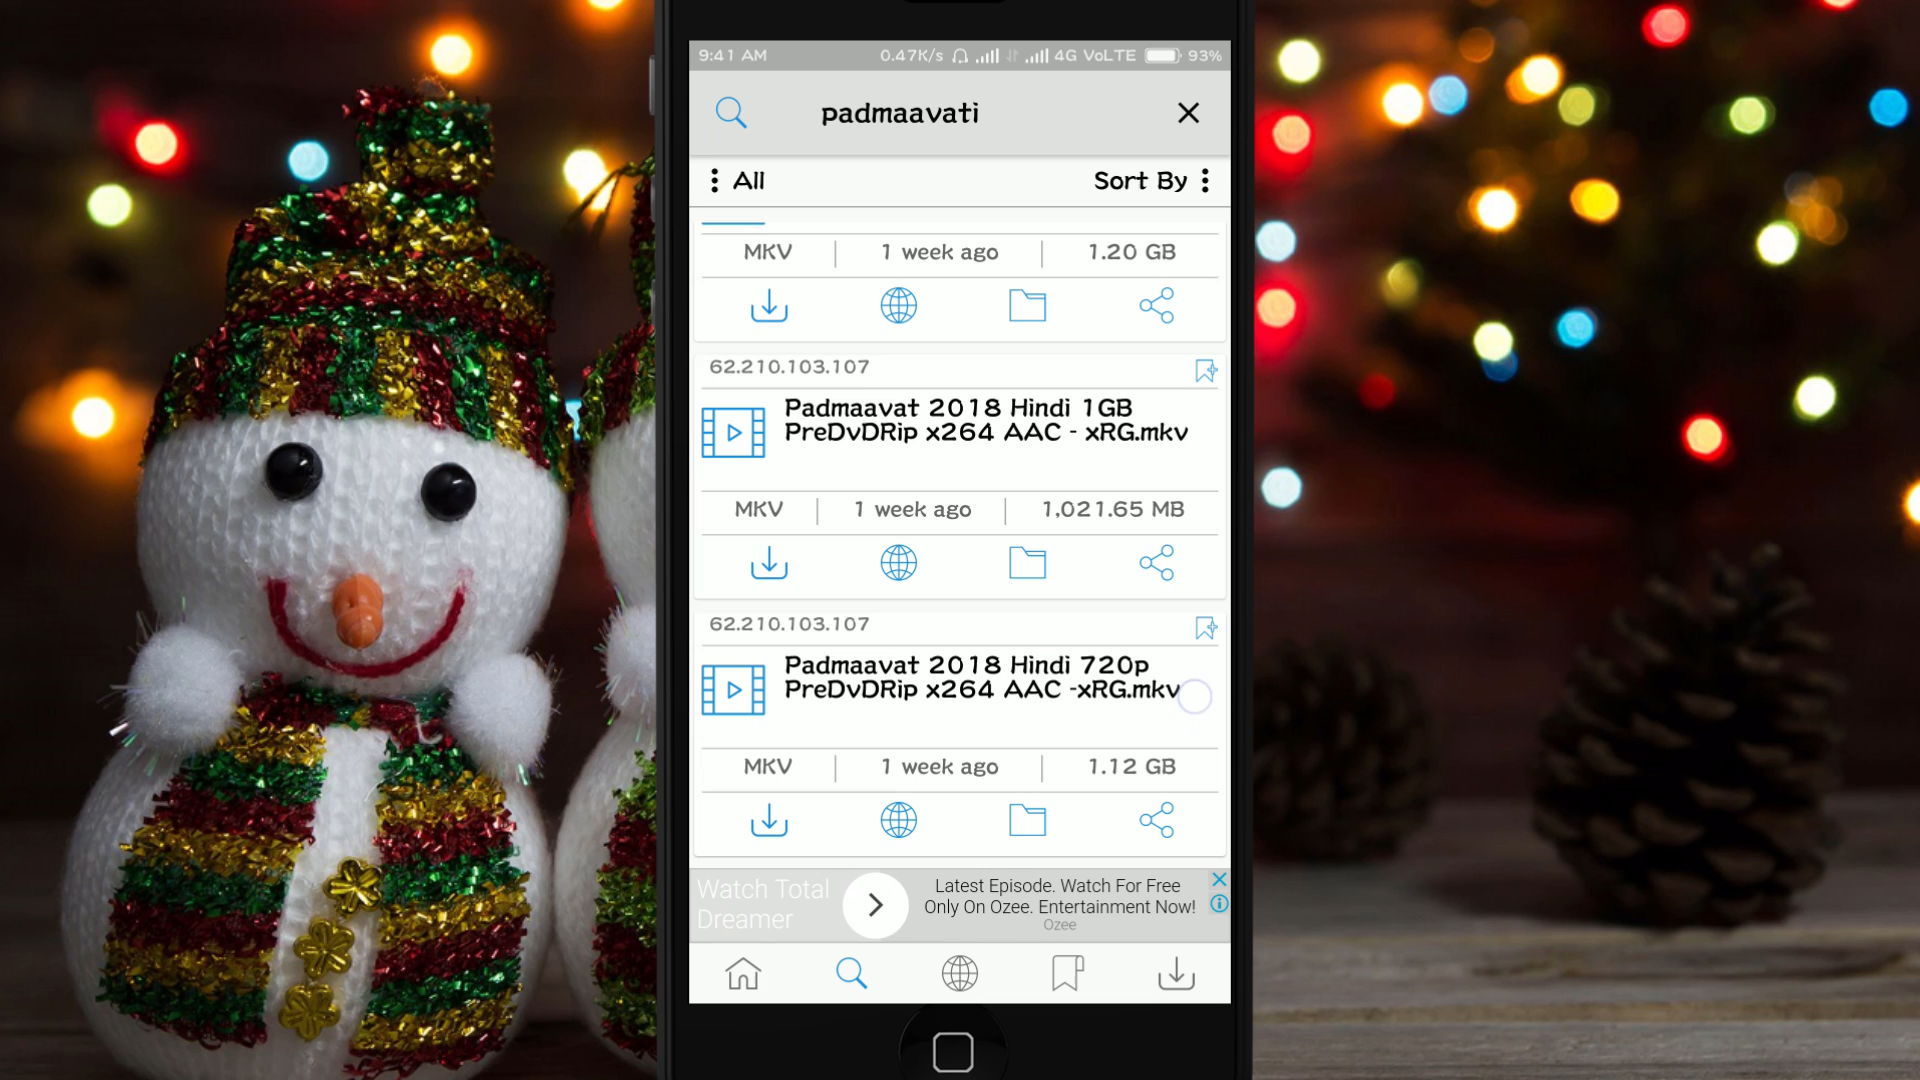 9:41 AM 0.47K/s 4G VoLTE 93%
padmaavati
All Sort By
MKV 1 week ago 1.20 GB
62.210.103.107
Padmaavat 2018 Hindi 1GB
PreDvDRip x264 AAC - xRG.mkv
MKV 1 week ago 1,021.65 MB
62.210.103.107
Padmaavat 2018 Hindi 720p
PreDvDRip x264 AAC -xRG.mkv
MKV 1 week ago 1.12 GB
Watch Total
Dreamer
Latest Episode. Watch For Free
Only On Ozee. Entertainment Now!
Ozee